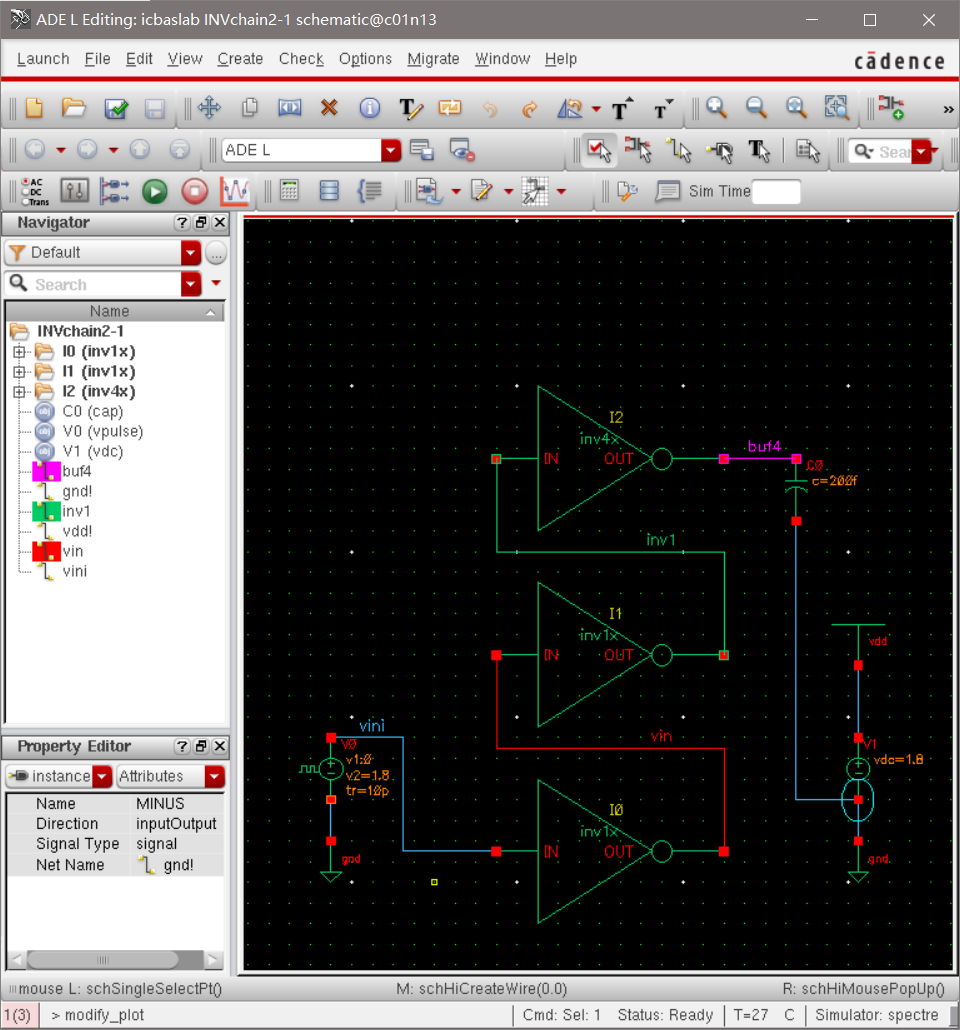 ADE L Editing: icbaslab INVchain2-1 schematic@c01n13
Launch File Edit View Create Check Options Migrate Window Help
cādence
»
ADE L
Sear
AC
DC
Trans
Sim Time
Navigator
Default
Search
Name
INVchain2-1
I0 (inv1x)
I1 (inv1x)
I2 (inv4x)
C0 (cap)
V0 (vpulse)
V1 (vdc)
buf4
gnd!
inv1
vdd!
vin
vini
Property Editor
instance Attributes
Name MINUS
Direction inputOutput
Signal Type signal
Net Name gnd!
I2
inv4x
IN OUT
buf4
C0
c=200f
inv1
I1
inv1x
IN OUT
vdd
vini
vin
V0
v1:0
v2=1.8
tr=10p
V1
vdc=1.8
I0
inv1x
IN OUT
gnd
gnd
mouse L: schSingleSelectPt() M: schHiCreateWire(0.0) R: schHiMousePopUp()
1(3) > modify_plot Cmd: Sel: 1 Status: Ready T=27 C Simulator: spectre